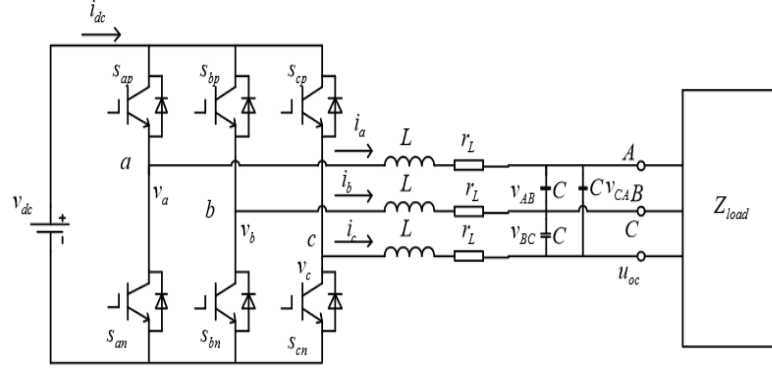 i_dc
s_ap s_bp s_cp
i_a L r_L A
a
v_a i_b L r_L v_AB C C v_CA B
v_dc + b Z_load
-
v_b i_c L r_L v_BC C C
c
v_c u_oc
s_an s_bn s_cn